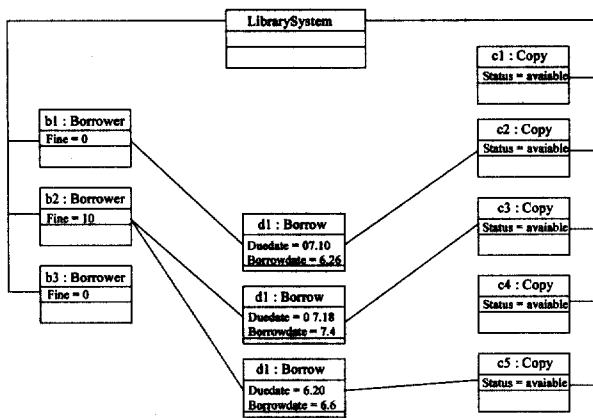 LibrarySystem
c1 : Copy
Status = avaiable
b1 : Borrower
Fine = 0
c2 : Copy
Status = avaiable
b2 : Borrower
Fine = 10
c3 : Copy
Status = avaiable
d1 : Borrow
Duedate = 07.10
Borrowdate = 6.26
b3 : Borrower
Fine = 0
c4 : Copy
Status = avaiable
d1 : Borrow
Duedate = 0 7.18
Borrowdate = 7.4
c5 : Copy
Status = avaiable
d1 : Borrow
Duedate = 6.20
Borrowdate = 6.6